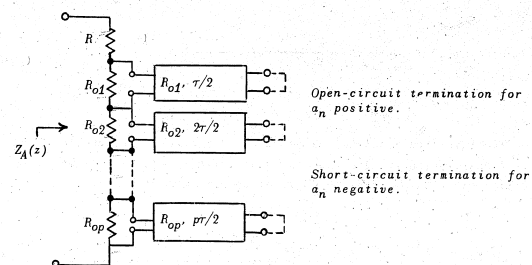 R
R_o1
R_o1, τ/2
R_o2
R_o2, 2τ/2
Z_A(z)
R_op
R_op, pτ/2
Open-circuit termination for
a_n positive.
Short-circuit termination for
a_n negative.